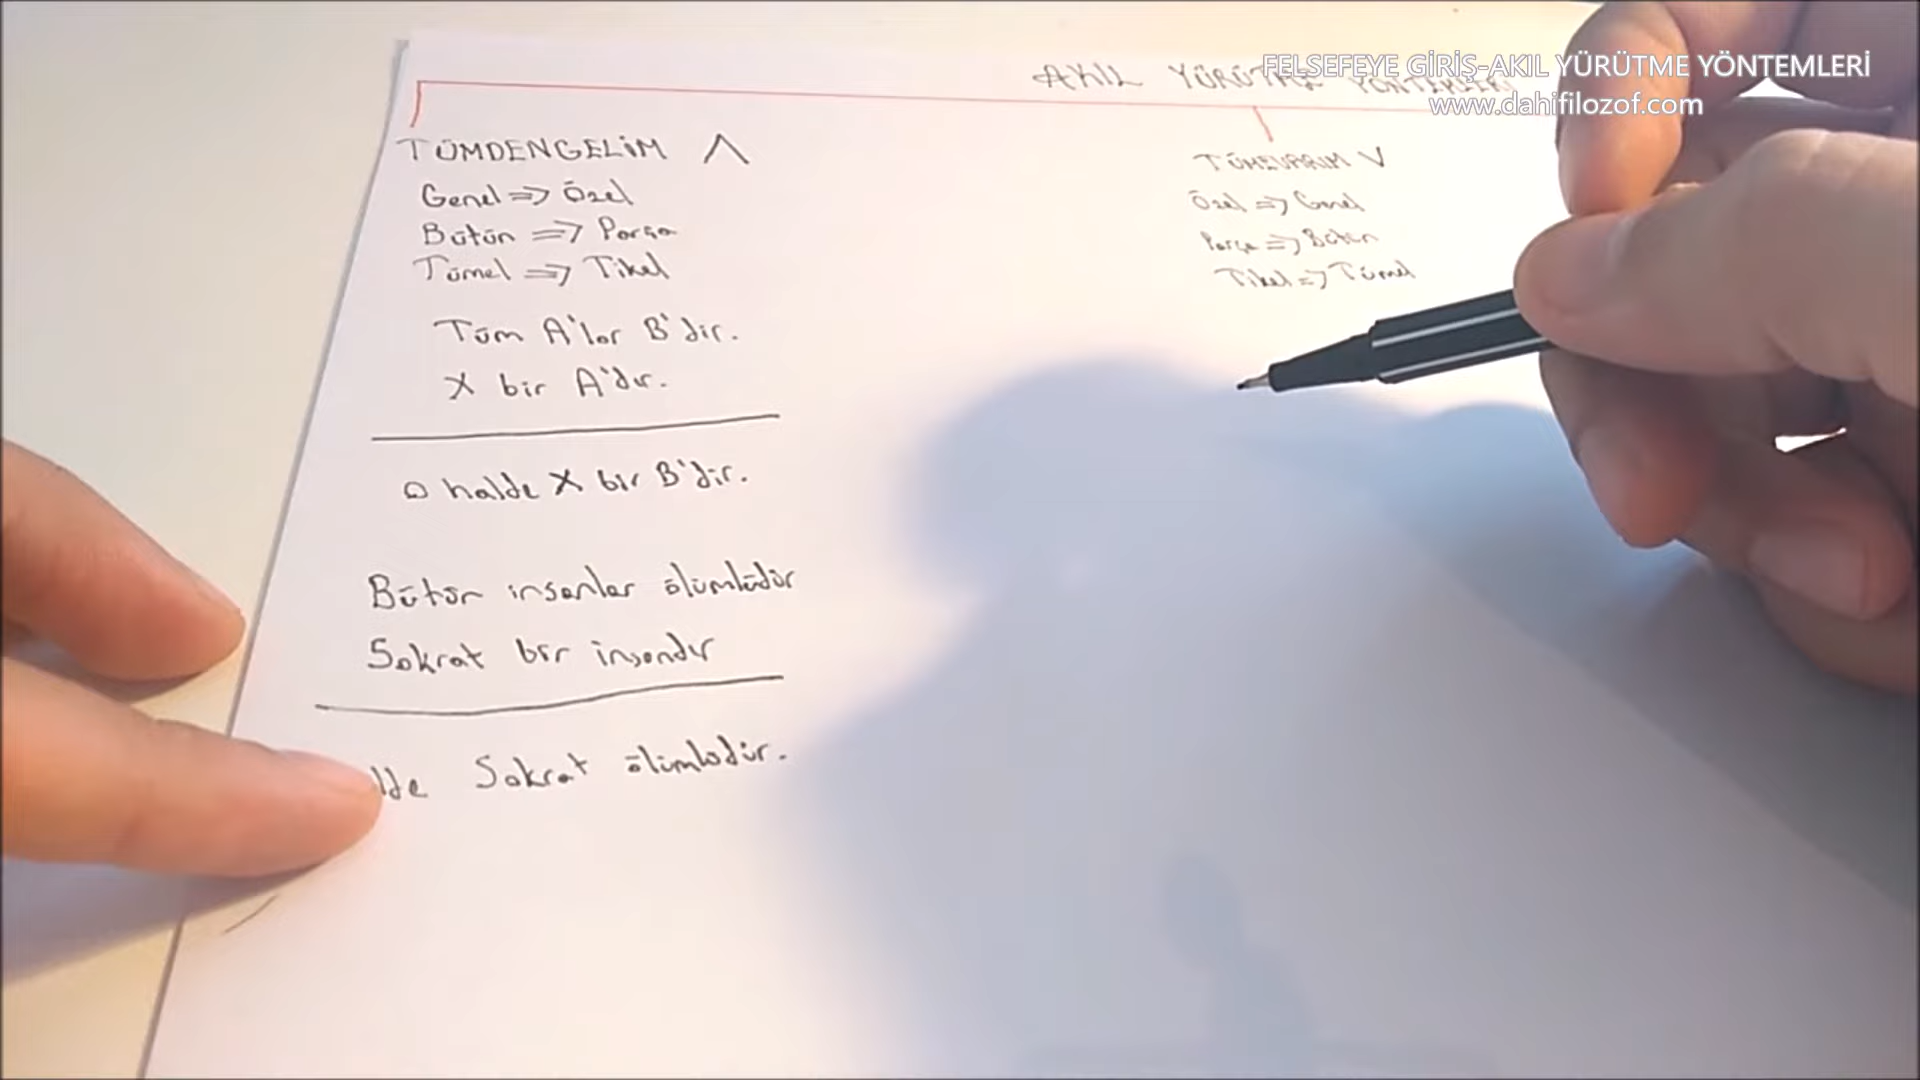 FELSEFEYE GİRİŞ-AKIL YÜRÜTME YÖNTEMLERİ
www.dahifilozof.com
AKIL YÜRÜTME YÖNTEMLERİ
TÜMDENGELİM Λ
Genel => Özel
Bütün => Parça
Tümel => Tikel
Tüm A'lar B'dir.
X bir A'dır.
O halde X bir B'dir.
Bütün insanlar ölümlüdür
Sokrat bir insandır
lde Sokrat ölümlüdür.
TÜMEVARIM V
Özel => Genel
Parça => Bütün
Tikel => Tümel